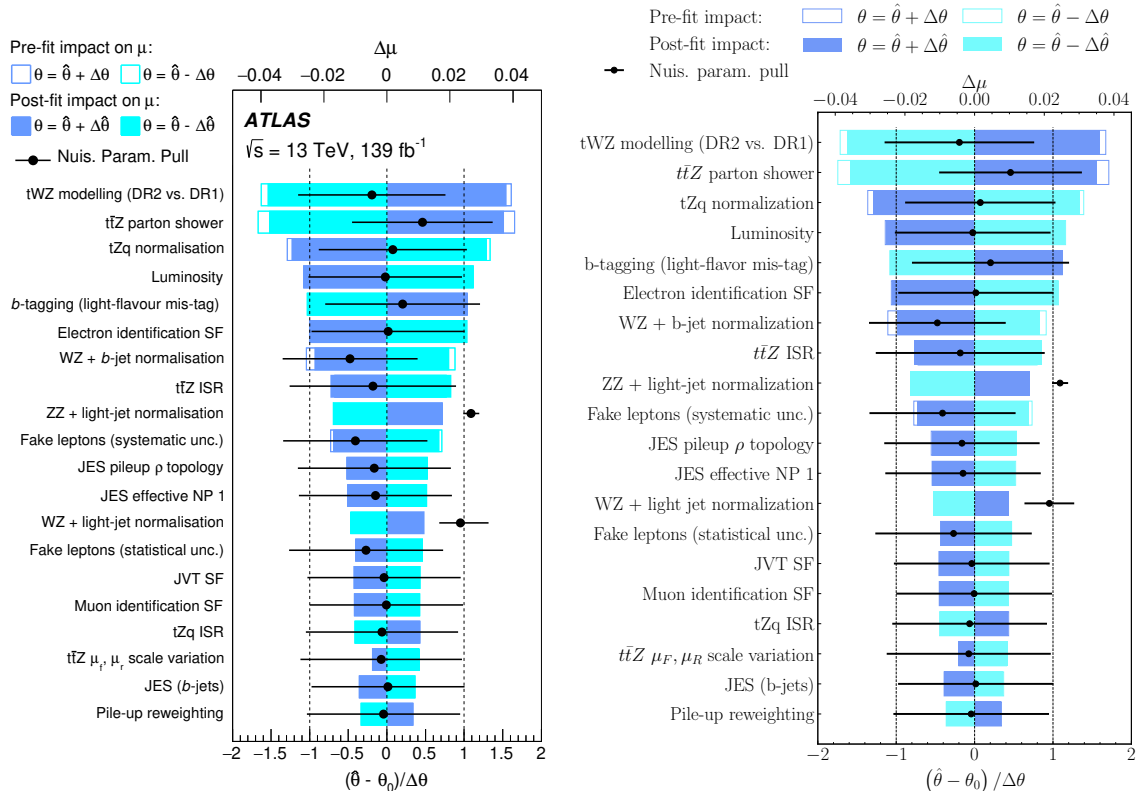 Pre-fit impact on μ:
θ = θ̂ + Δθ θ = θ̂ - Δθ
Post-fit impact on μ:
θ = θ̂ + Δθ̂ θ = θ̂ - Δθ̂
Nuis. Param. Pull
Δμ
−0.04 −0.02 0 0.02 0.04
ATLAS
√s = 13 TeV, 139 fb⁻¹
tWZ modelling (DR2 vs. DR1)
tt̄Z parton shower
tZq normalisation
Luminosity
b-tagging (light-flavour mis-tag)
Electron identification SF
WZ + b-jet normalisation
tt̄Z ISR
ZZ + light-jet normalisation
Fake leptons (systematic unc.)
JES pileup ρ topology
JES effective NP 1
WZ + light-jet normalisation
Fake leptons (statistical unc.)
JVT SF
Muon identification SF
tZq ISR
tt̄Z μ_f, μ_r scale variation
JES (b-jets)
Pile-up reweighting
−2 −1.5 −1 −0.5 0 0.5 1 1.5 2
(θ̂ - θ₀)/Δθ
Pre-fit impact: θ = θ̂ + Δθ θ = θ̂ − Δθ
Post-fit impact: θ = θ̂ + Δθ̂ θ = θ̂ − Δθ̂
Nuis. param. pull
Δμ
−0.04 −0.02 0.00 0.02 0.04
tWZ modelling (DR2 vs. DR1)
tt̄Z parton shower
tZq normalization
Luminosity
b-tagging (light-flavor mis-tag)
Electron identification SF
WZ + b-jet normalization
tt̄Z ISR
ZZ + light-jet normalization
Fake leptons (systematic unc.)
JES pileup ρ topology
JES effective NP 1
WZ + light jet normalization
Fake leptons (statistical unc.)
JVT SF
Muon identification SF
tZq ISR
tt̄Z μ_F, μ_R scale variation
JES (b-jets)
Pile-up reweighting
−2 −1 0 1 2
(θ̂ − θ₀) /Δθ